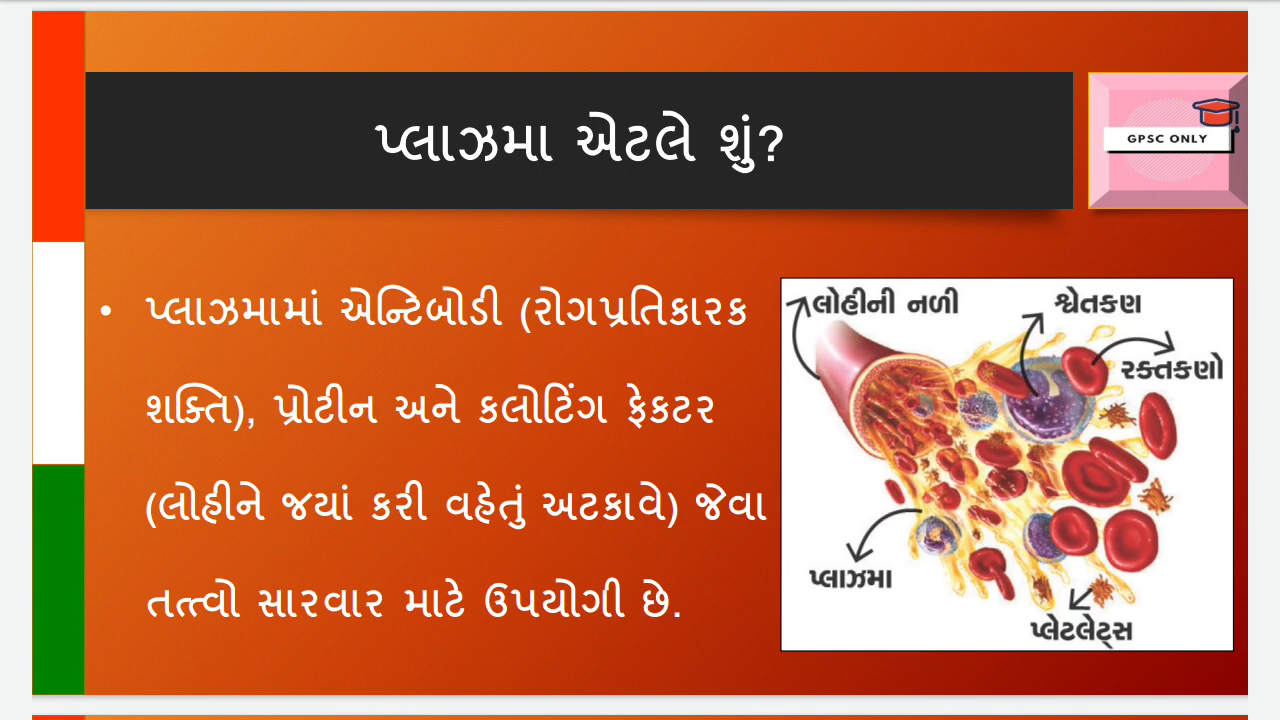 પ્લાઝમા એટલે શું?
GPSC ONLY
• પ્લાઝમામાં એન્ટિબોડી (રોગપ્રતિકારક
શક્તિ), પ્રોટીન અને કલોટિંગ ફેકટર
(લોહીને જયાં કરી વહેતું અટકાવે) જેવા
તત્ત્વો સારવાર માટે ઉપયોગી છે.
લોહીની નળી
શ્વેતકણ
રક્તકણો
પ્લાઝમા
પ્લેટલેટ્સ